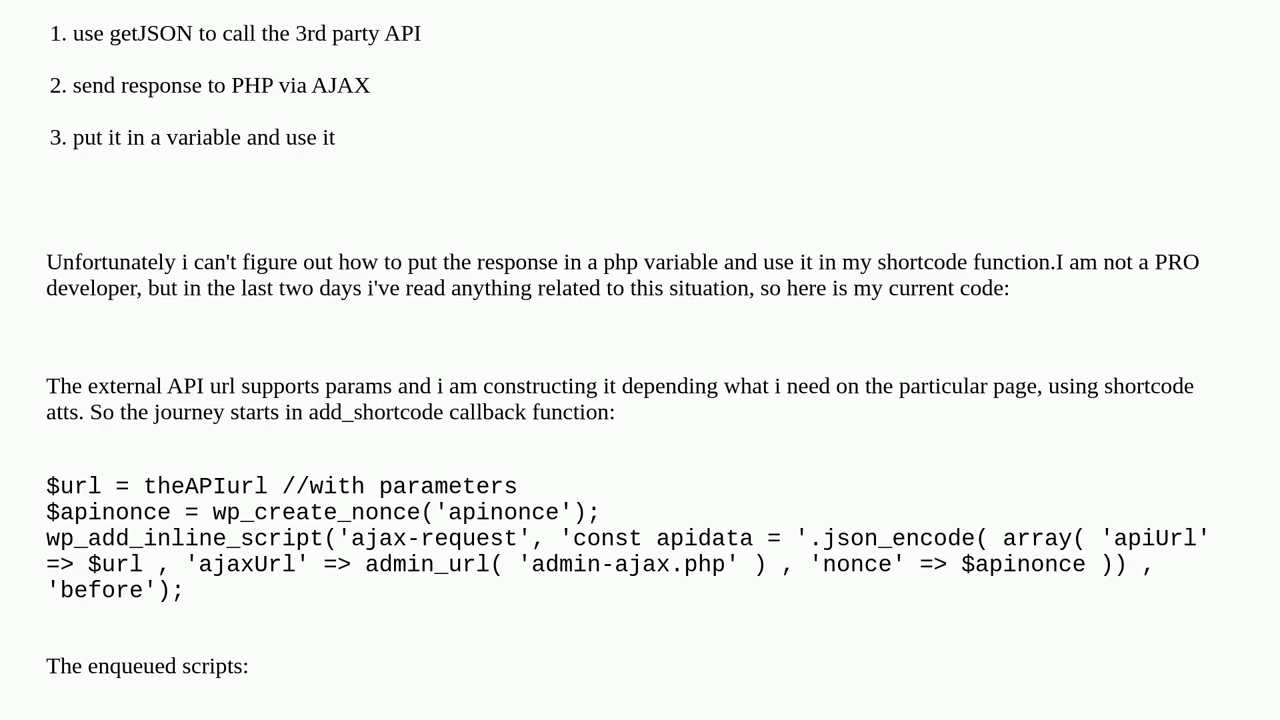 1. use getJSON to call the 3rd party API
2. send response to PHP via AJAX
3. put it in a variable and use it
Unfortunately i can't figure out how to put the response in a php variable and use it in my shortcode function.I am not a PRO
developer, but in the last two days i've read anything related to this situation, so here is my current code:
The external API url supports params and i am constructing it depending what i need on the particular page, using shortcode
atts. So the journey starts in add_shortcode callback function:
$url = theAPIurl //with parameters
$apinonce = wp_create_nonce('apinonce');
wp_add_inline_script('ajax-request', 'const apidata = '.json_encode( array( 'apiUrl'
=> $url , 'ajaxUrl' => admin_url( 'admin-ajax.php' ) , 'nonce' => $apinonce )) ,
'before');
The enqueued scripts: